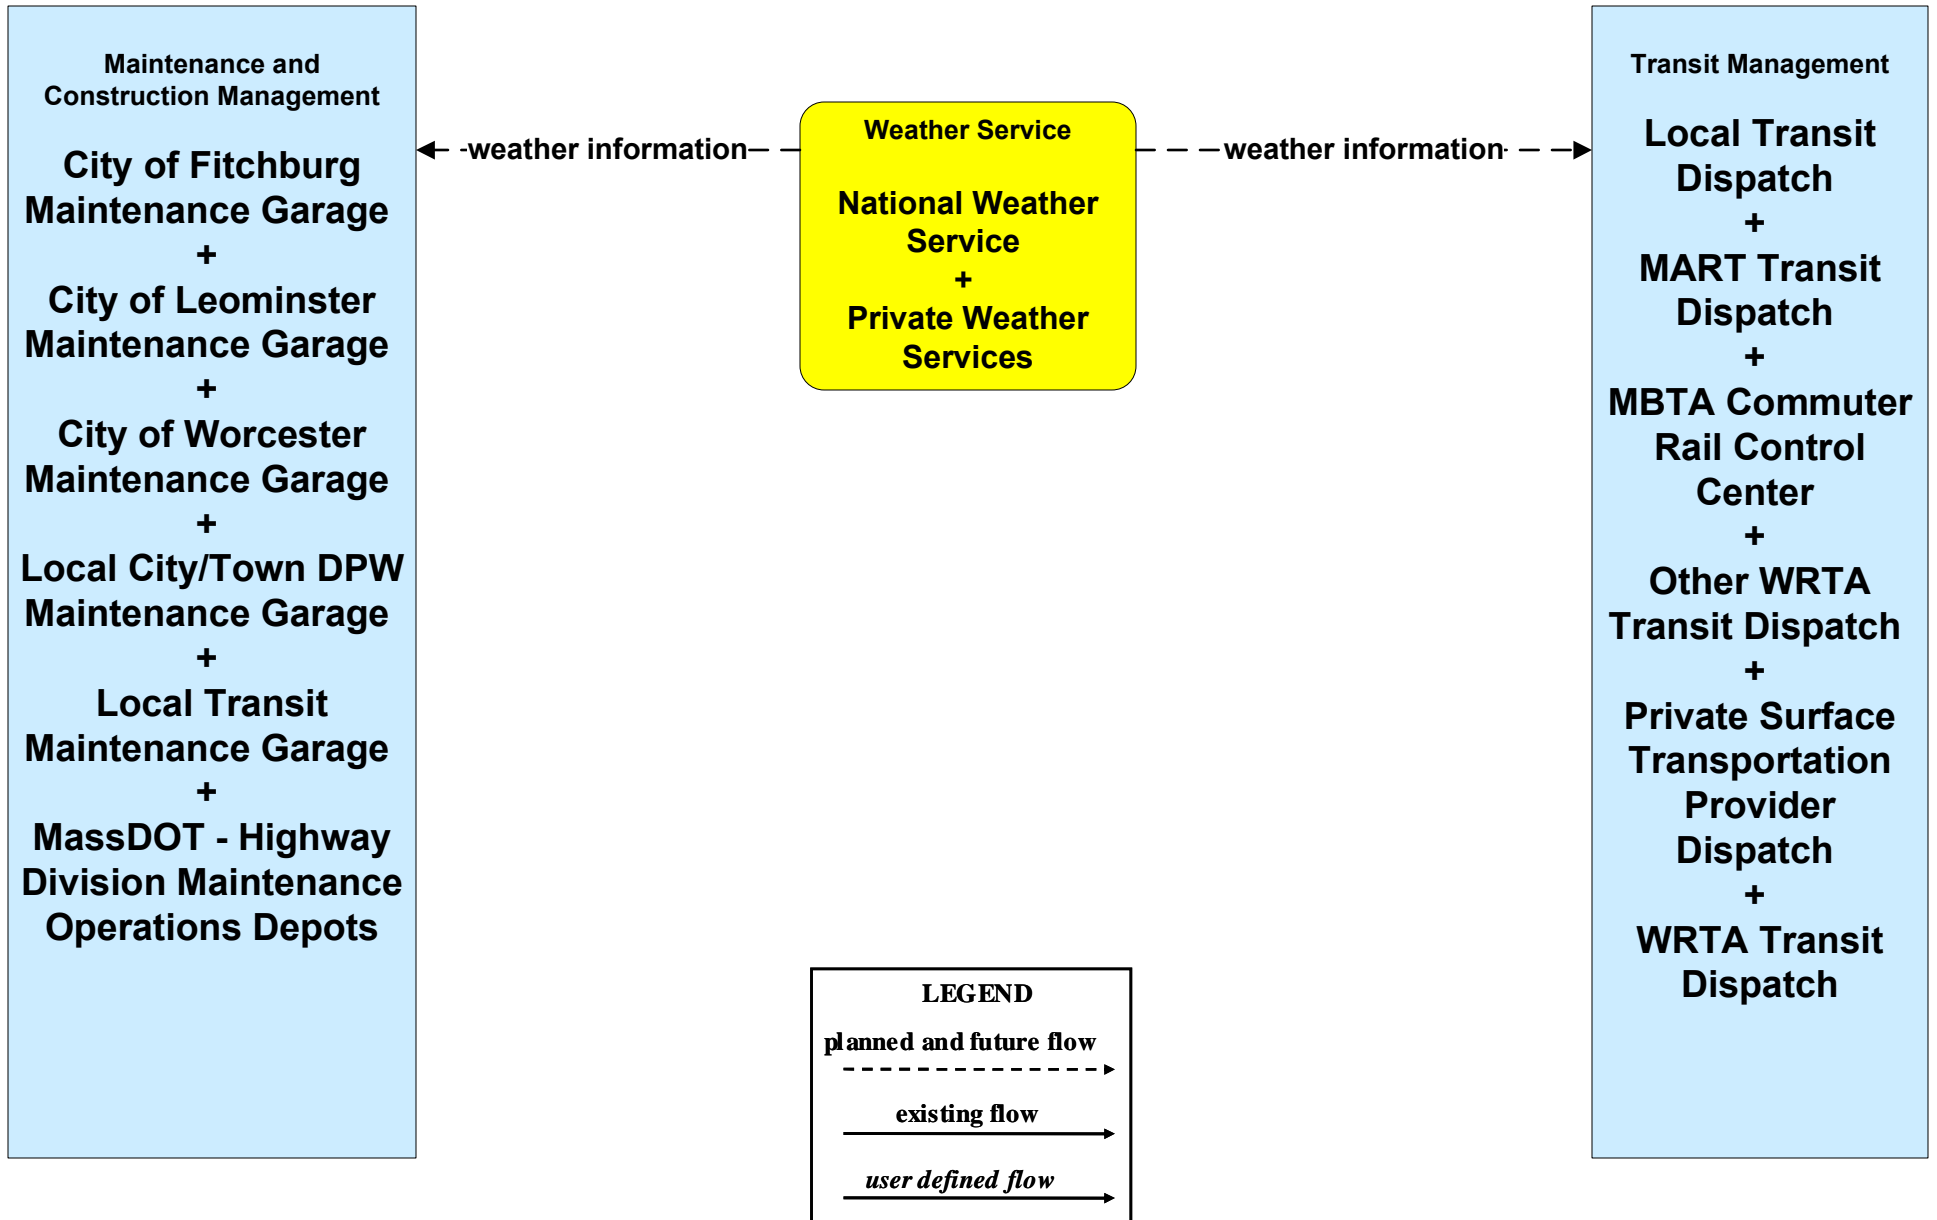 Maintenance and
Construction Management
City of Fitchburg
Maintenance Garage
+
City of Leominster
Maintenance Garage
+
City of Worcester
Maintenance Garage
+
Local City/Town DPW
Maintenance Garage
+
Local Transit
Maintenance Garage
+
MassDOT - Highway
Division Maintenance
Operations Depots
weather information
Weather Service
National Weather
Service
+
Private Weather
Services
weather information
Transit Management
Local Transit
Dispatch
+
MART Transit
Dispatch
+
MBTA Commuter
Rail Control
Center
+
Other WRTA
Transit Dispatch
+
Private Surface
Transportation
Provider
Dispatch
+
WRTA Transit
Dispatch
LEGEND
planned and future flow
existing flow
user defined flow